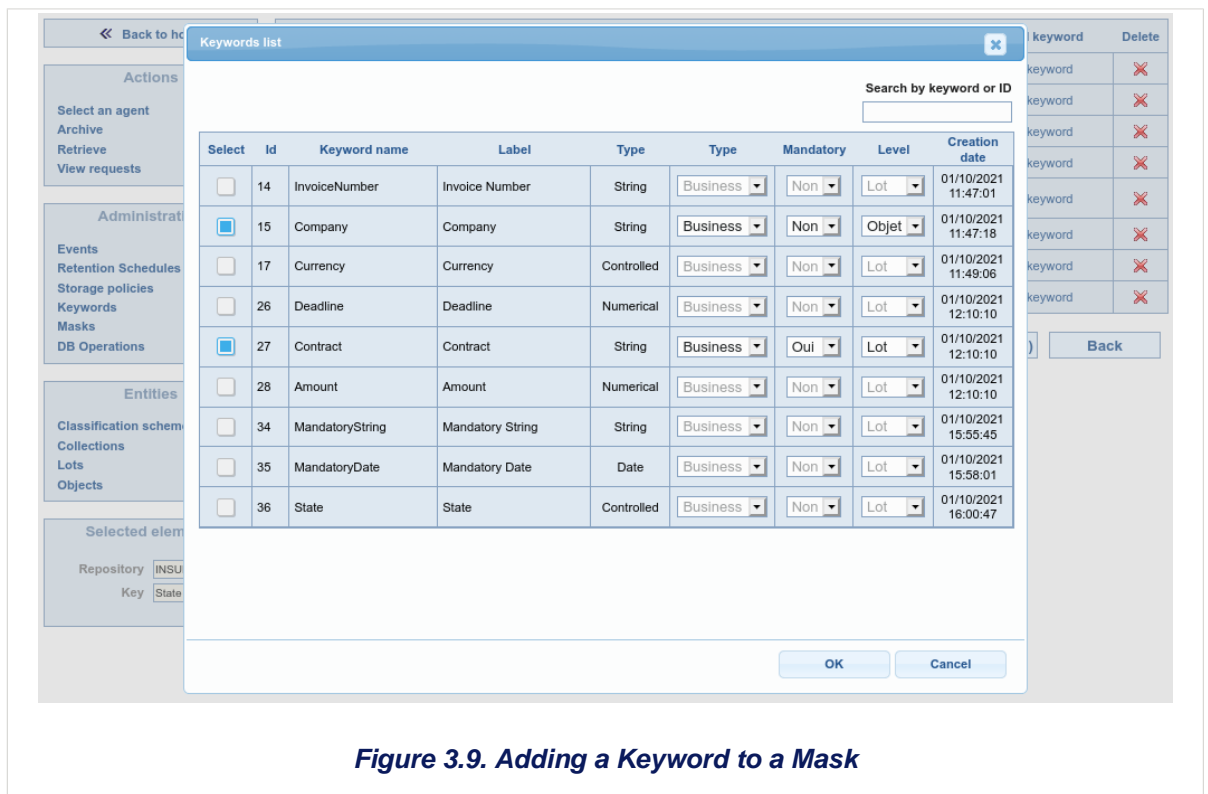 Back to ho
Actions
Select an agent
Archive
Retrieve
View requests
Administrati
Events
Retention Schedules
Storage policies
Keywords
Masks
DB Operations
Entities
Classification schem
Collections
Lots
Objects
Selected elem
Repository INSU
Key State
Keywords list
Search by keyword or ID
Select Id Keyword name Label Type Type Mandatory Level Creation date
14 InvoiceNumber Invoice Number String Business Non Lot 01/10/2021 11:47:01
15 Company Company String Business Non Objet 01/10/2021 11:47:18
17 Currency Currency Controlled Business Non Lot 01/10/2021 11:49:06
26 Deadline Deadline Numerical Business Non Lot 01/10/2021 12:10:10
27 Contract Contract String Business Oui Lot 01/10/2021 12:10:10
28 Amount Amount Numerical Business Non Lot 01/10/2021 12:10:10
34 MandatoryString Mandatory String String Business Non Lot 01/10/2021 15:55:45
35 MandatoryDate Mandatory Date Date Business Non Lot 01/10/2021 15:58:01
36 State State Controlled Business Non Lot 01/10/2021 16:00:47
OK Cancel
keyword Delete
keyword
keyword
keyword
keyword
keyword
keyword
keyword
keyword
) Back
Figure 3.9. Adding a Keyword to a Mask